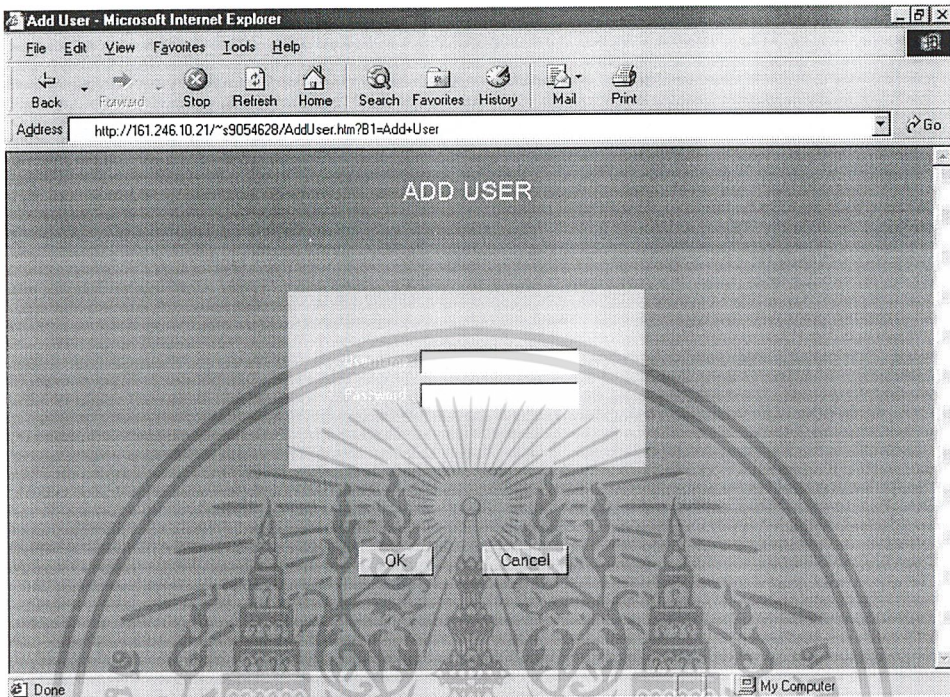 Add User - Microsoft Internet Explorer
File Edit View Favorites Tools Help
Back Forward Stop Refresh Home Search Favorites History Mail Print
Address http://161.246.10.21/~s9054628/AddUser.htm?B1=Add+User Go
ADD USER
Username
Password
OK Cancel
Done My Computer